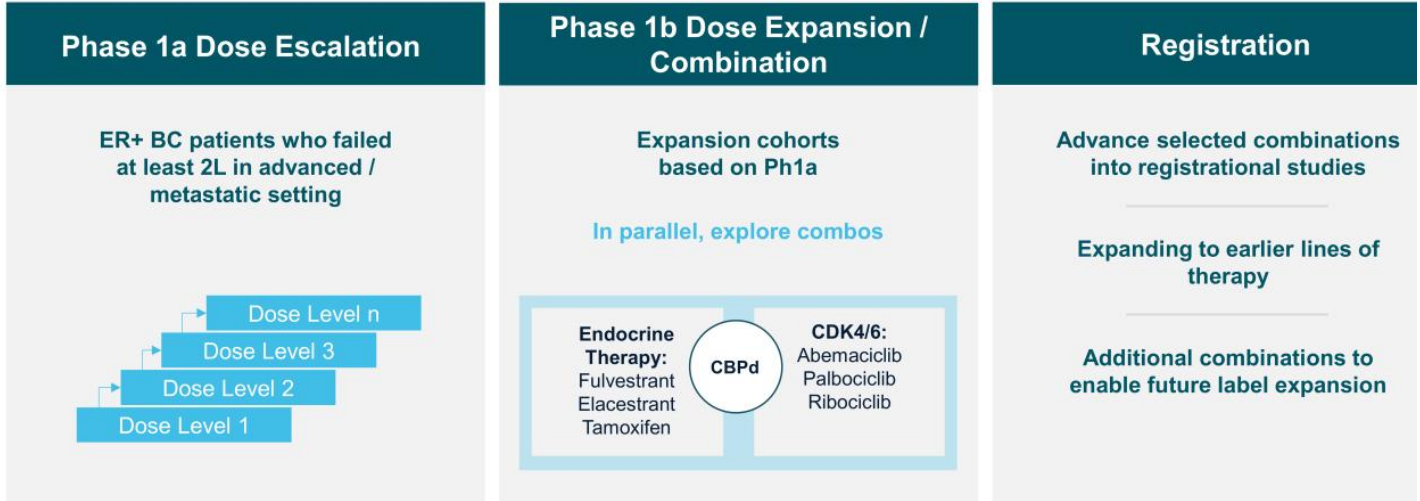 Phase 1a Dose Escalation
ER+ BC patients who failed
at least 2L in advanced /
metastatic setting
Dose Level n
Dose Level 3
Dose Level 2
Dose Level 1
Phase 1b Dose Expansion /
Combination
Expansion cohorts
based on Ph1a
In parallel, explore combos
Endocrine
Therapy:
Fulvestrant
Elacestrant
Tamoxifen
CBPd
CDK4/6:
Abemaciclib
Palbociclib
Ribociclib
Registration
Advance selected combinations
into registrational studies
Expanding to earlier lines of
therapy
Additional combinations to
enable future label expansion